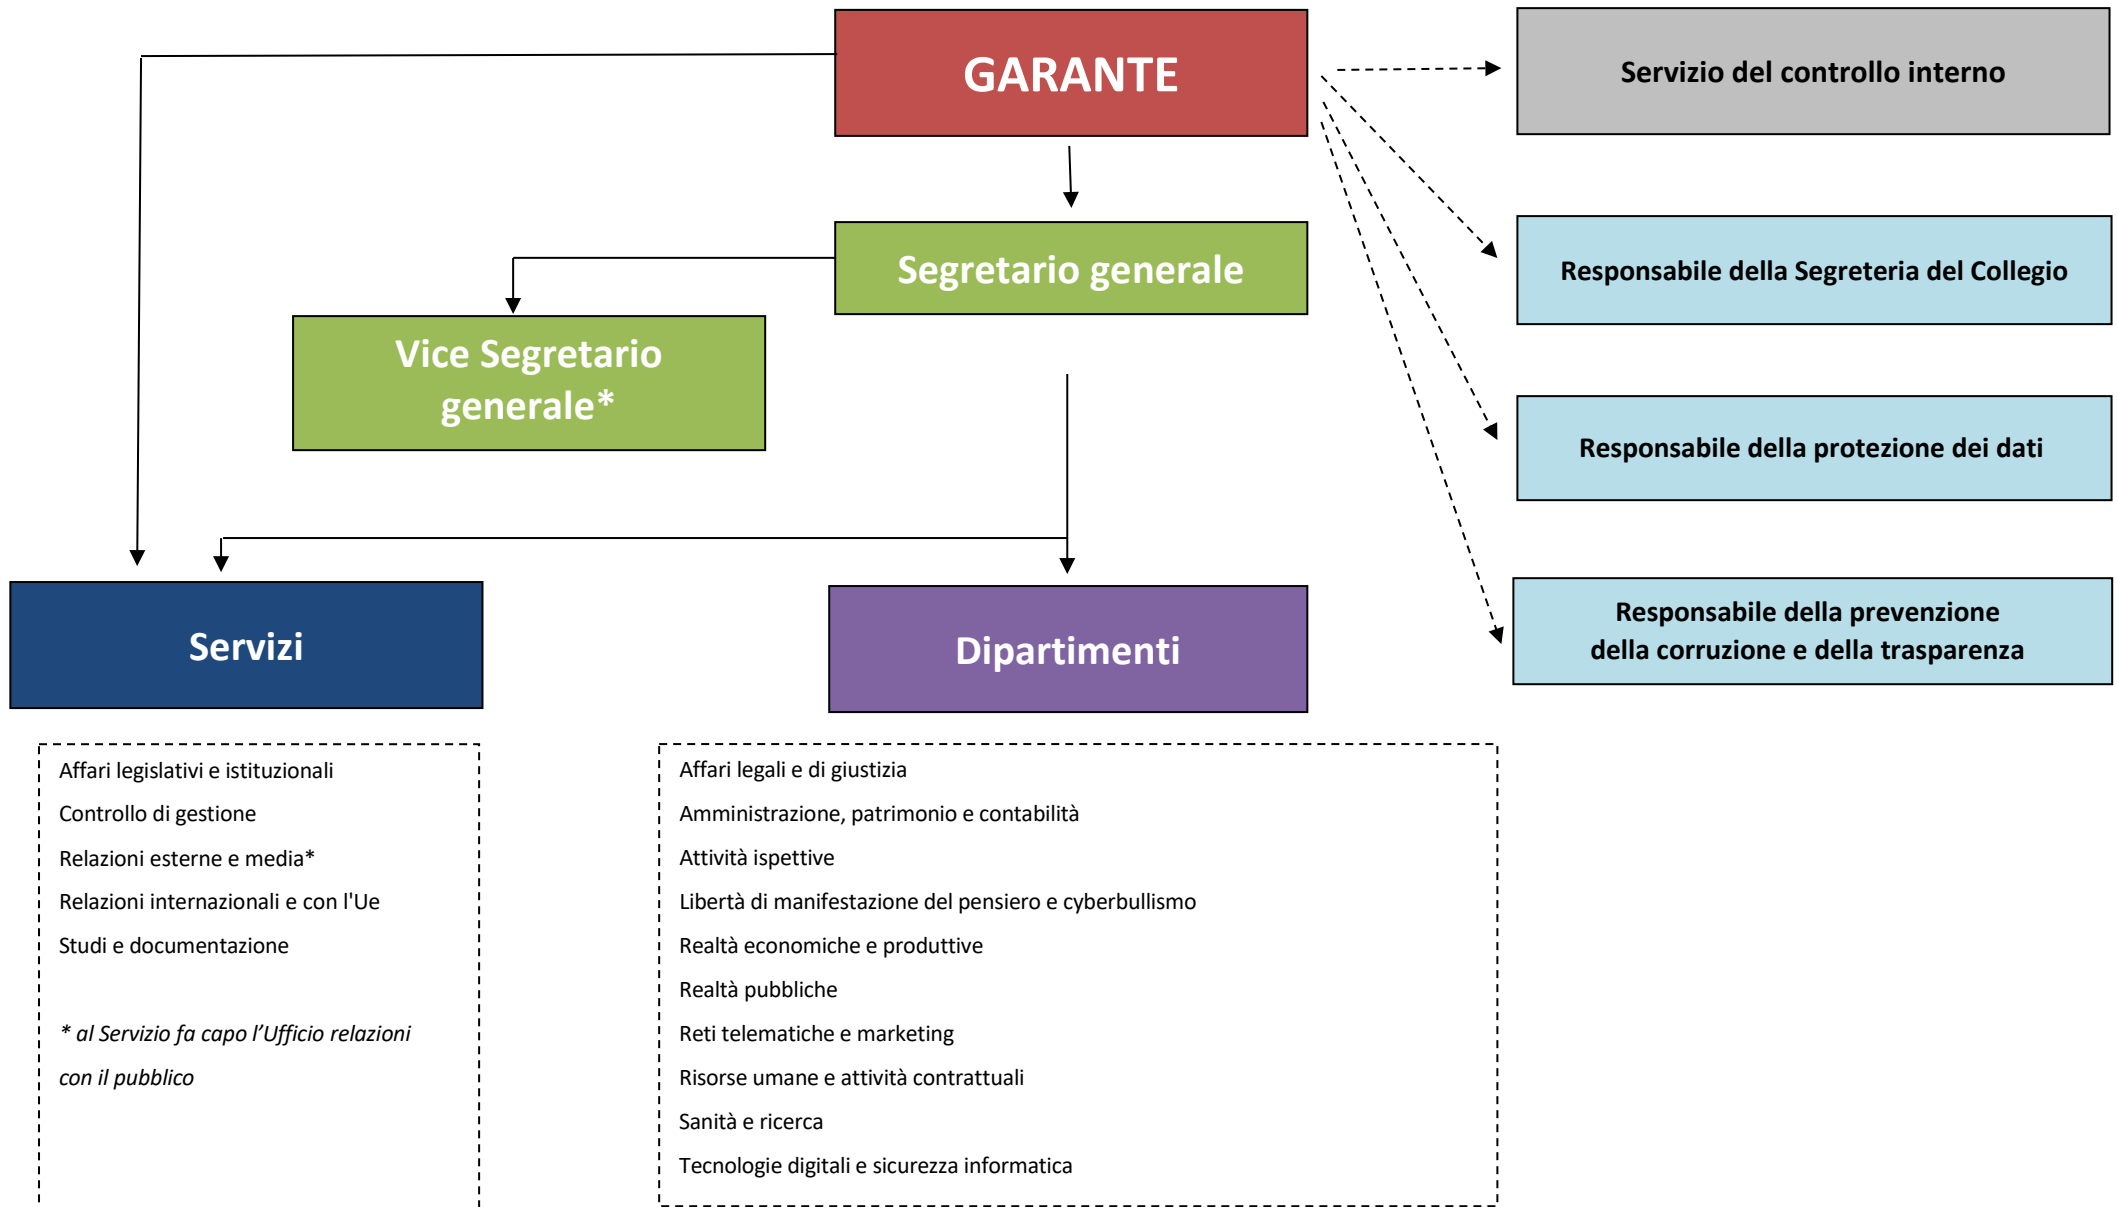 GARANTE
Servizio del controllo interno
Segretario generale
Responsabile della Segreteria del Collegio
Vice Segretario
generale*
Responsabile della protezione dei dati
Servizi
Dipartimenti
Responsabile della prevenzione
della corruzione e della trasparenza
Affari legislativi e istituzionali
Controllo di gestione
Relazioni esterne e media*
Relazioni internazionali e con l'Ue
Studi e documentazione
* al Servizio fa capo l’Ufficio relazioni
con il pubblico
Affari legali e di giustizia
Amministrazione, patrimonio e contabilità
Attività ispettive
Libertà di manifestazione del pensiero e cyberbullismo
Realtà economiche e produttive
Realtà pubbliche
Reti telematiche e marketing
Risorse umane e attività contrattuali
Sanità e ricerca
Tecnologie digitali e sicurezza informatica